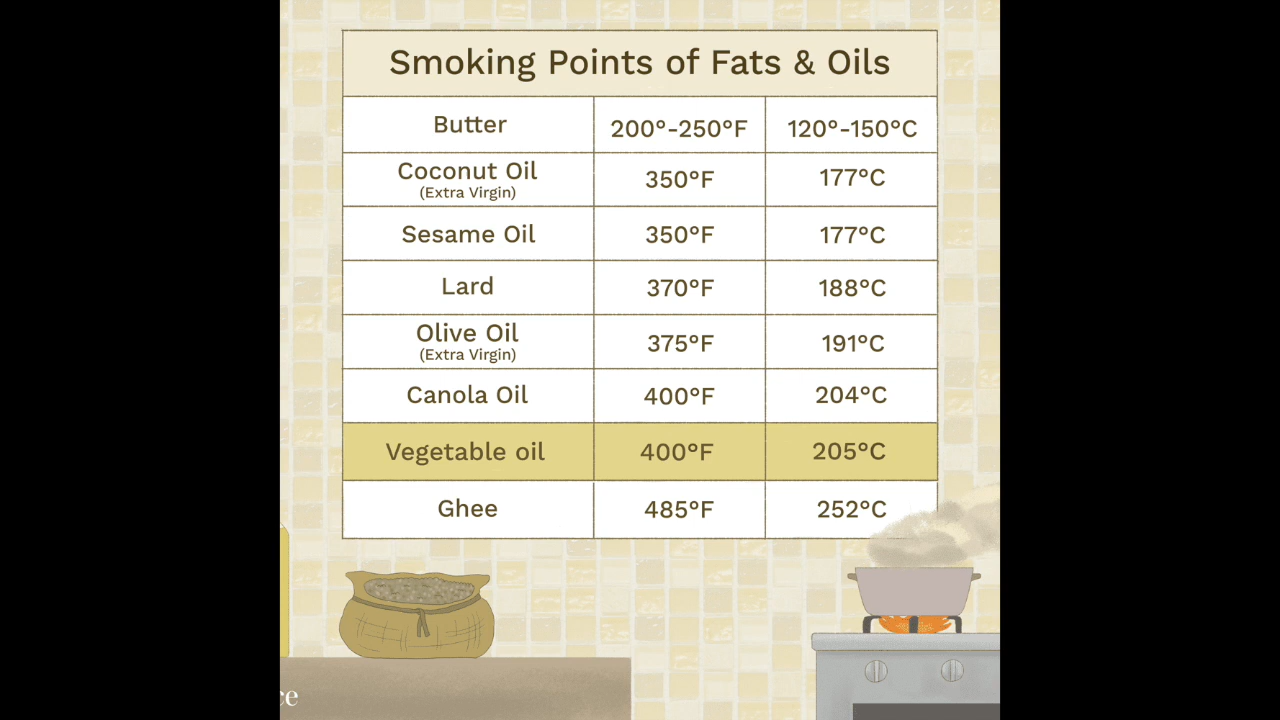 Smoking Points of Fats & Oils
Butter 200°-250°F 120°-150°C
Coconut Oil 350°F 177°C
(Extra Virgin)
Sesame Oil 350°F 177°C
Lard 370°F 188°C
Olive Oil 375°F 191°C
(Extra Virgin)
Canola Oil 400°F 204°C
Vegetable oil 400°F 205°C
Ghee 485°F 252°C